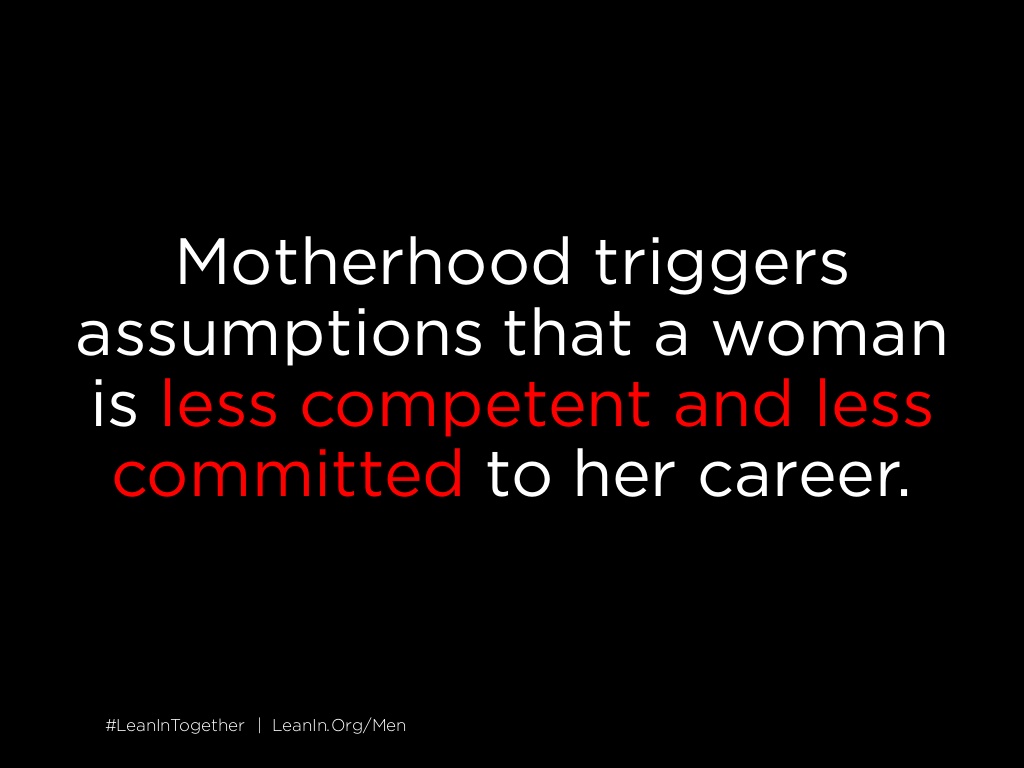 Motherhood triggers
assumptions that a woman
is less competent and less
committed to her career.
#LeanInTogether | LeanIn.Org/Men